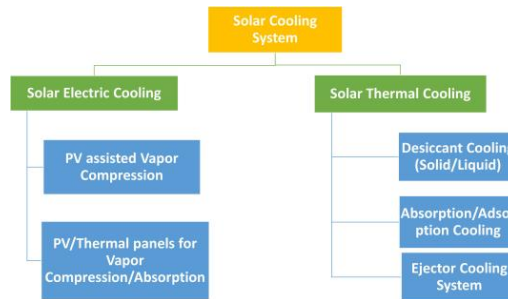 Solar Cooling
System
Solar Electric Cooling
Solar Thermal Cooling
PV assisted Vapor
Compression
PV/Thermal panels for
Vapor
Compression/Absorption
Desiccant Cooling
(Solid/Liquid)
Absorption/Adsor
ption Cooling
Ejector Cooling
System